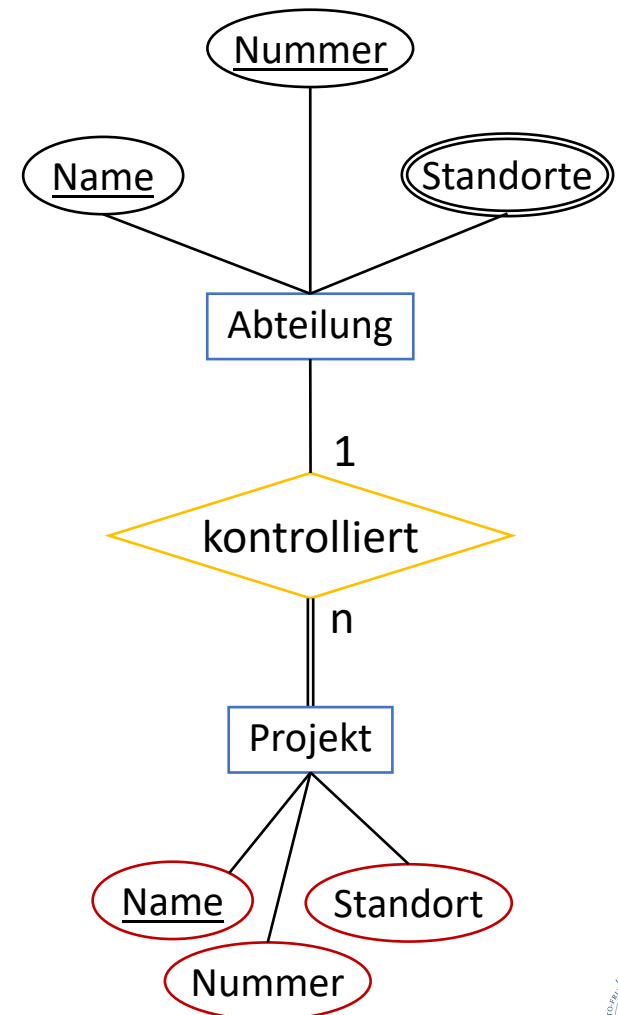 Nummer
Name
Standorte
Abteilung
1
kontrolliert
n
Projekt
Name
Standort
Nummer